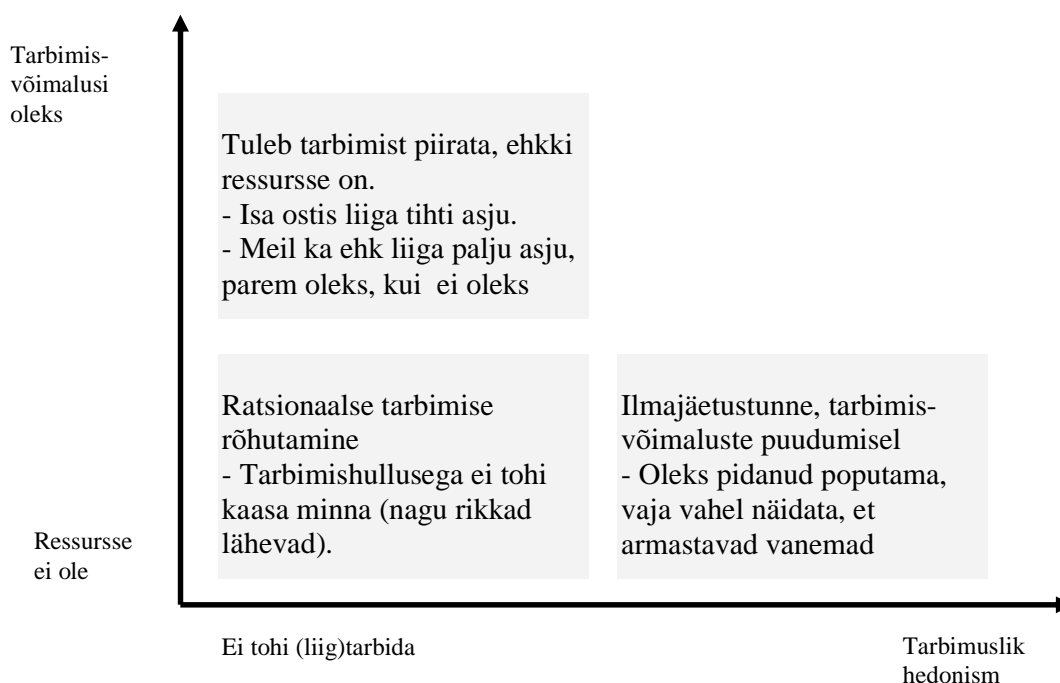 Tarbimis-
võimalusi
oleks
Tuleb tarbimist piirata, ehkki
ressursse on.
- Isa ostis liiga tihti asju.
- Meil ka ehk liiga palju asju,
parem oleks, kui  ei oleks
Ratsionaalse tarbimise
rõhutamine
- Tarbimishullusega ei tohi
kaasa minna (nagu rikkad
lähevad).
Ilmajäetustunne, tarbimis-
võimaluste puudumisel
- Oleks pidanud poputama,
vaja vahel näidata, et
armastavad vanemad
Ressursse
ei ole
Ei tohi (liig)tarbida
Tarbimuslik
hedonism